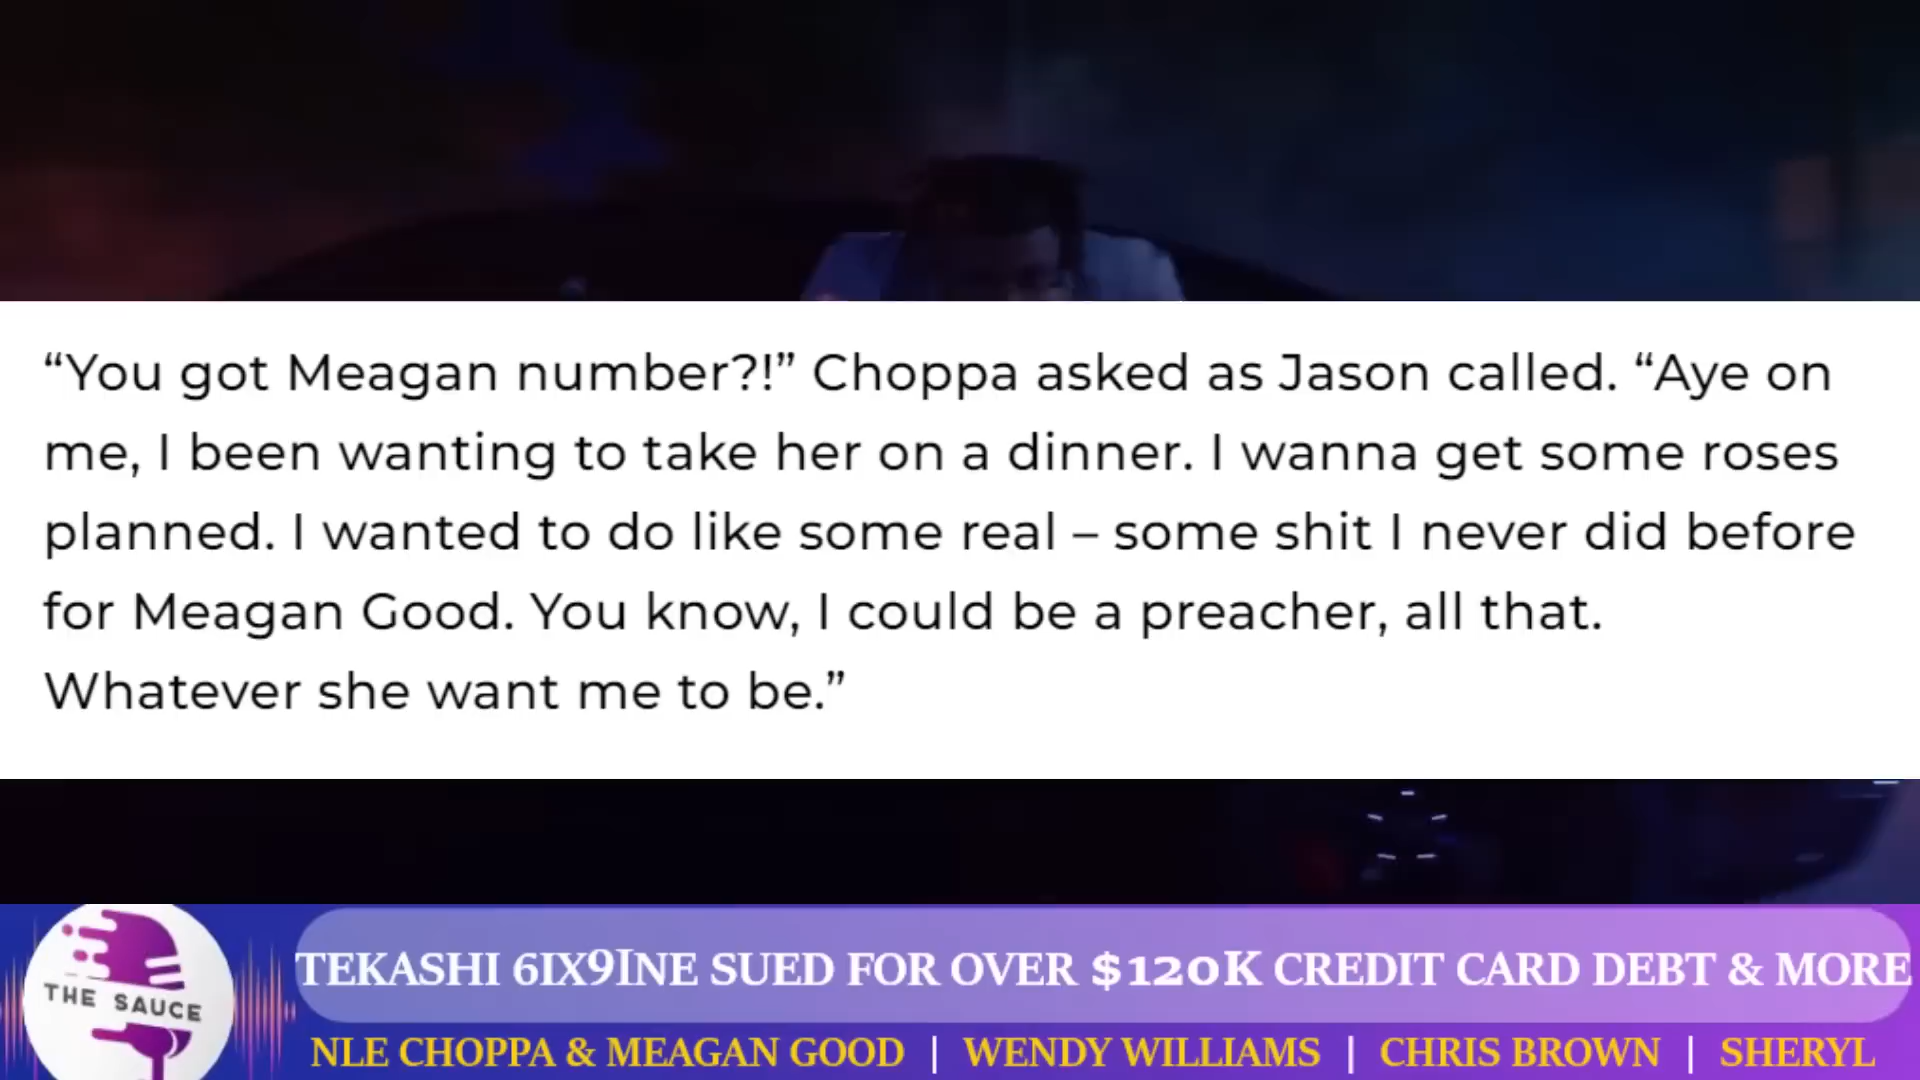 “You got Meagan number?!” Choppa asked as Jason called. “Aye on
me, I been wanting to take her on a dinner. I wanna get some roses
planned. I wanted to do like some real – some shit I never did before
for Meagan Good. You know, I could be a preacher, all that.
Whatever she want me to be.”
THE SAUCE
TEKASHI 6IX9INE SUED FOR OVER $120K CREDIT CARD DEBT & MORE
NLE CHOPPA & MEAGAN GOOD | WENDY WILLIAMS | CHRIS BROWN | SHERYL